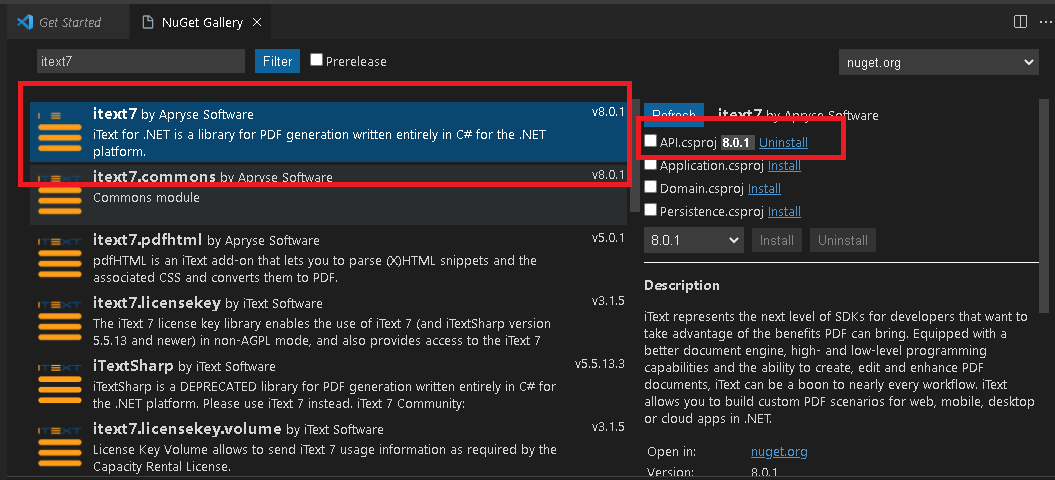 Get Started
NuGet Gallery
itext7
Filter
Prerelease
nuget.org
itext7 by Apryse Software
v8.0.1
iText for .NET is a library for PDF generation written entirely in C# for the .NET
platform.
itext7.commons by Apryse Software
v8.0.1
Commons module
itext7.pdfhtml by Apryse Software
v5.0.1
pdfHTML is an iText add-on that lets you to parse (X)HTML snippets and the
associated CSS and converts them to PDF.
itext7.licensekey by iText Software
v3.1.5
The iText 7 license key library enables the use of iText 7 (and iTextSharp version
5.5.13 and newer) in non-AGPL mode, and also provides access to the iText 7
iTextSharp by iText Software
v5.5.13.3
iTextSharp is a DEPRECATED library for PDF generation written entirely in C# for
the .NET platform. Please use iText 7 instead. iText 7 Community:
itext7.licensekey.volume by iText Software
v3.1.5
License Key Volume allows to send iText 7 usage information as required by the
Capacity Rental License.
Refresh
itext7 by Apryse Software
API.csproj 8.0.1 Uninstall
Application.csproj Install
Domain.csproj Install
Persistence.csproj Install
8.0.1
Install
Uninstall
Description
iText represents the next level of SDKs for developers that want to
take advantage of the benefits PDF can bring. Equipped with a
better document engine, high- and low-level programming
capabilities and the ability to create, edit and enhance PDF
documents, iText can be a boon to nearly every workflow. iText
allows you to build custom PDF scenarios for web, mobile, desktop
or cloud apps in .NET.
Open in: nuget.org
Version: 8.0.1